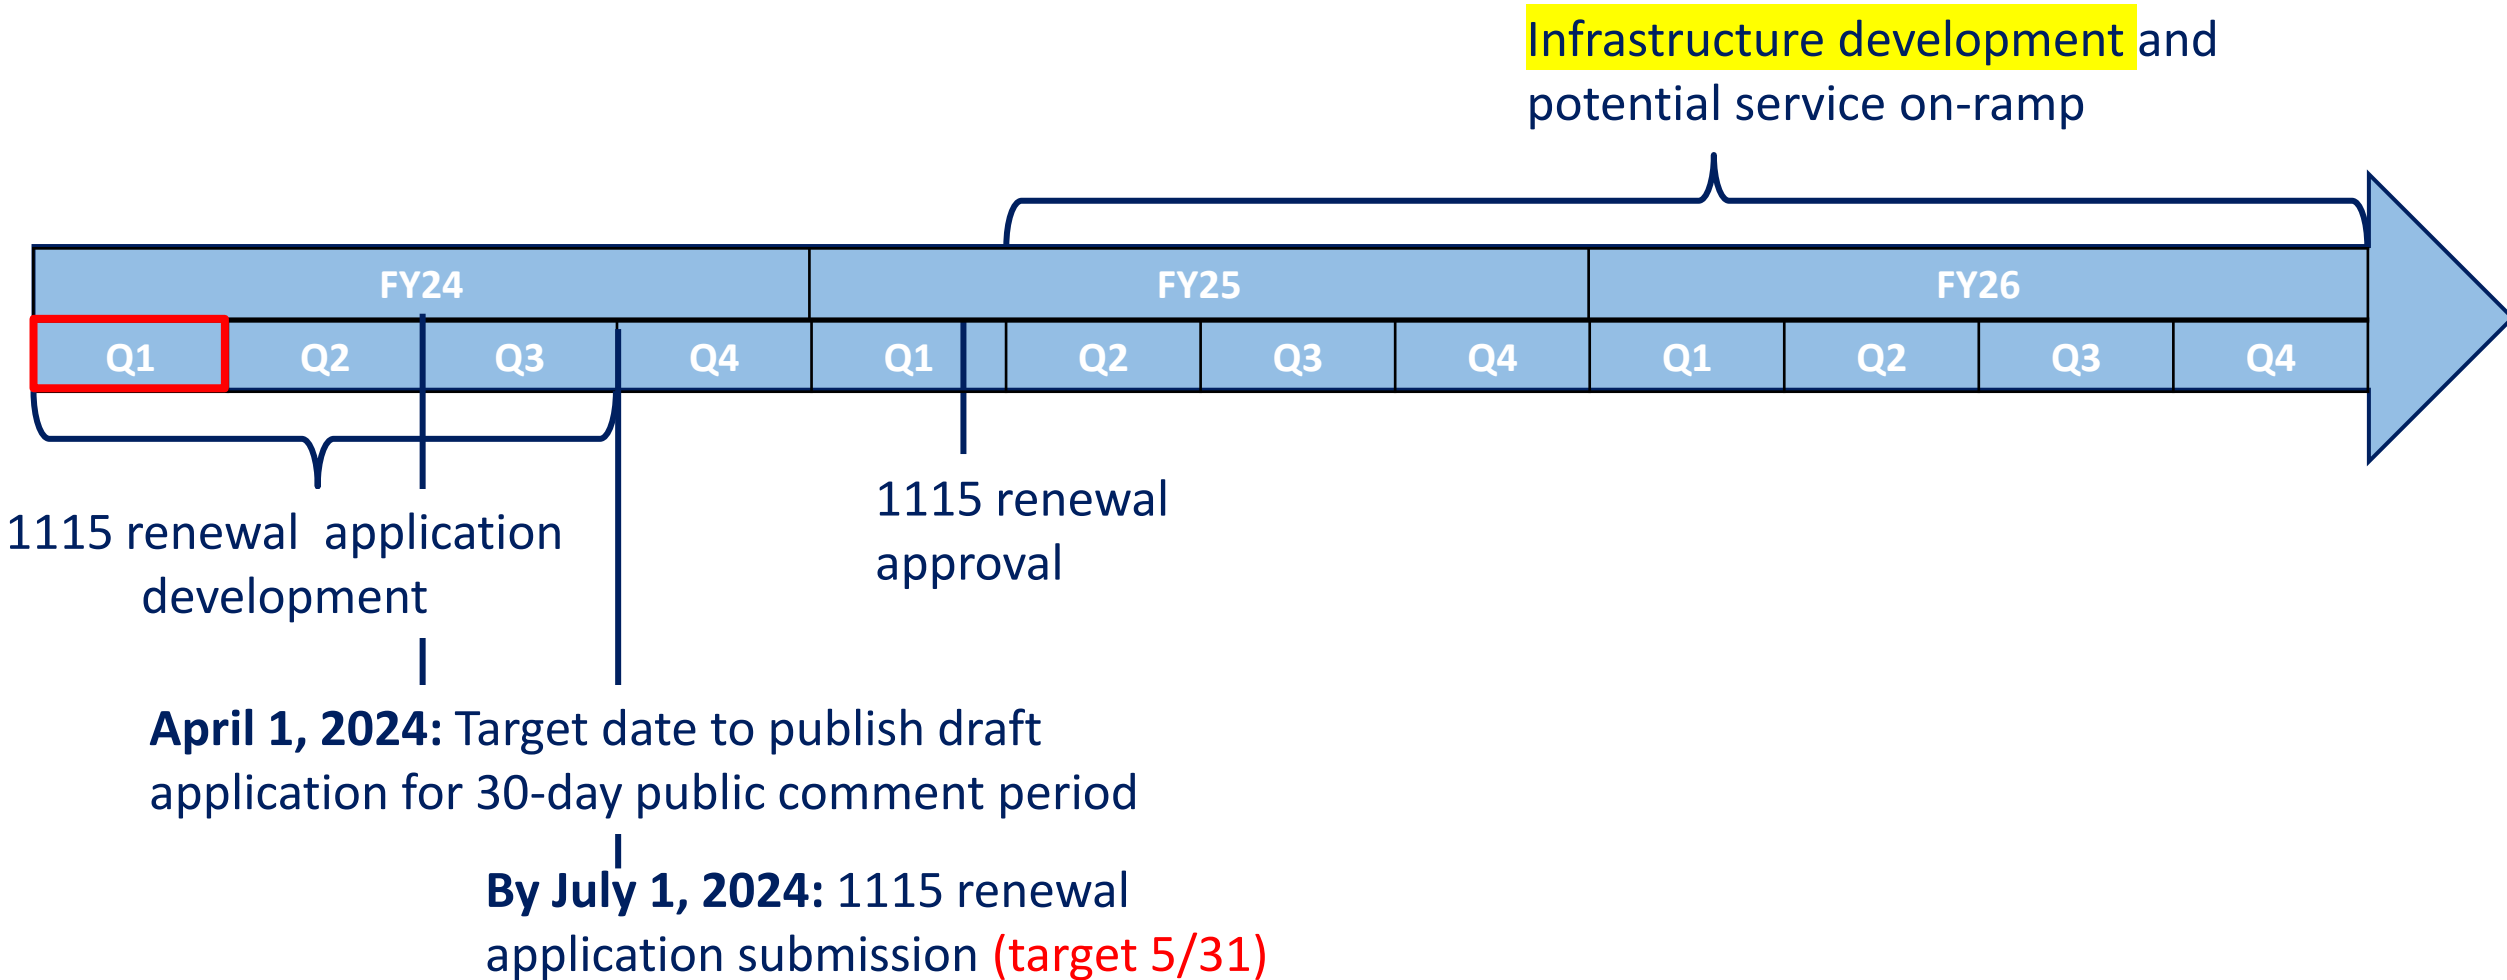 Infrastructure development and
potential service on-ramp
FY24 FY25 FY26
Q1 Q2 Q3 Q4 Q1 Q2 Q3 Q4 Q1 Q2 Q3 Q4
1115 renewal application
development
1115 renewal
approval
April 1, 2024: Target date to publish draft
application for 30-day public comment period
By July 1, 2024: 1115 renewal
application submission (target 5/31)